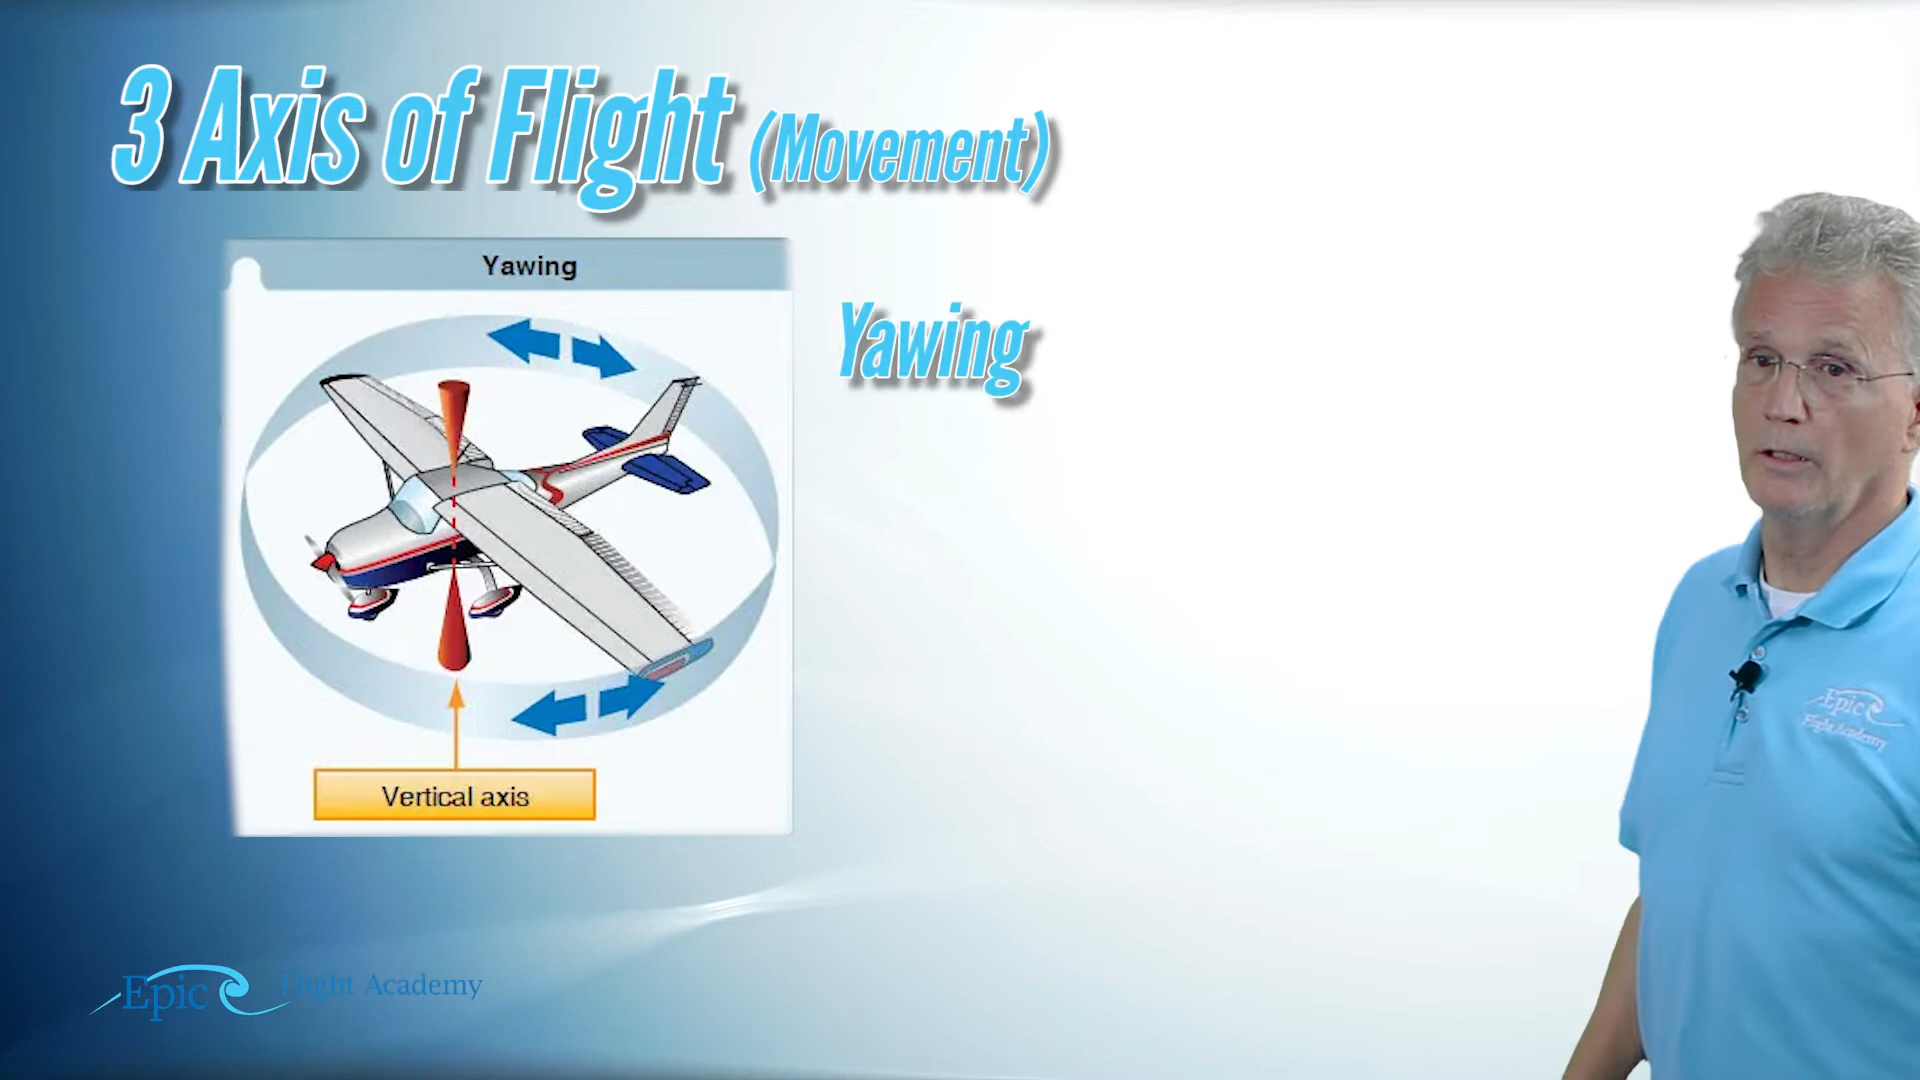 3 Axis of Flight (Movement)
Yawing
Yawing
Vertical axis
Epic Flight Academy
Epic
Flight Academy